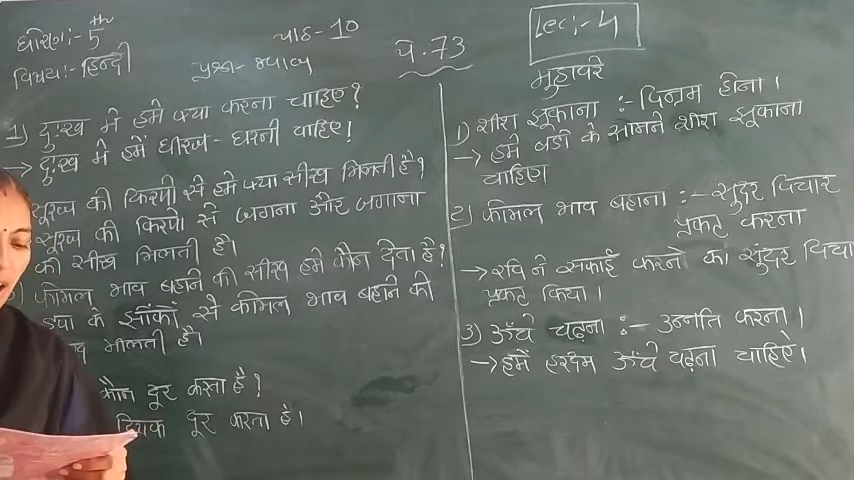 5th
पाठ-10
Lec:- 4
विषय:- हिन्दी
प्रश्न-
पे. 73
मुहावरे
1) दुःख में हमे क्या करना चाहिए?
→ दुःख में हमें धीरज-धरनी चाहिए!
सूरज की किरणों से हमे क्या सीख मिलती है?
सूरज की किरणो से जगना और जगाना
की सीख मिलती है।
कोमल भाव बहाने की सीख हमे कौन देता है?
हवा के झोंकों से कोमल भाव बहाने की
मिलती है।
कौन दूर करता है?
दिपक दूर करता है।
1) शीश झूकाना :- विनम्र होना।
→ हमे बडो के सामने शीश झूकाना
चाहिए
2) कोमल भाव बहाना :- सुंदर विचार
प्रकट करना
→ रवि ने सफाई करनो का सुंदर विचा
प्रकट किया।
3) ऊँचे चढ़ना :- उन्नति करना।
→ हमें हरदम ऊँचे चढ़ना चाहिऐ।